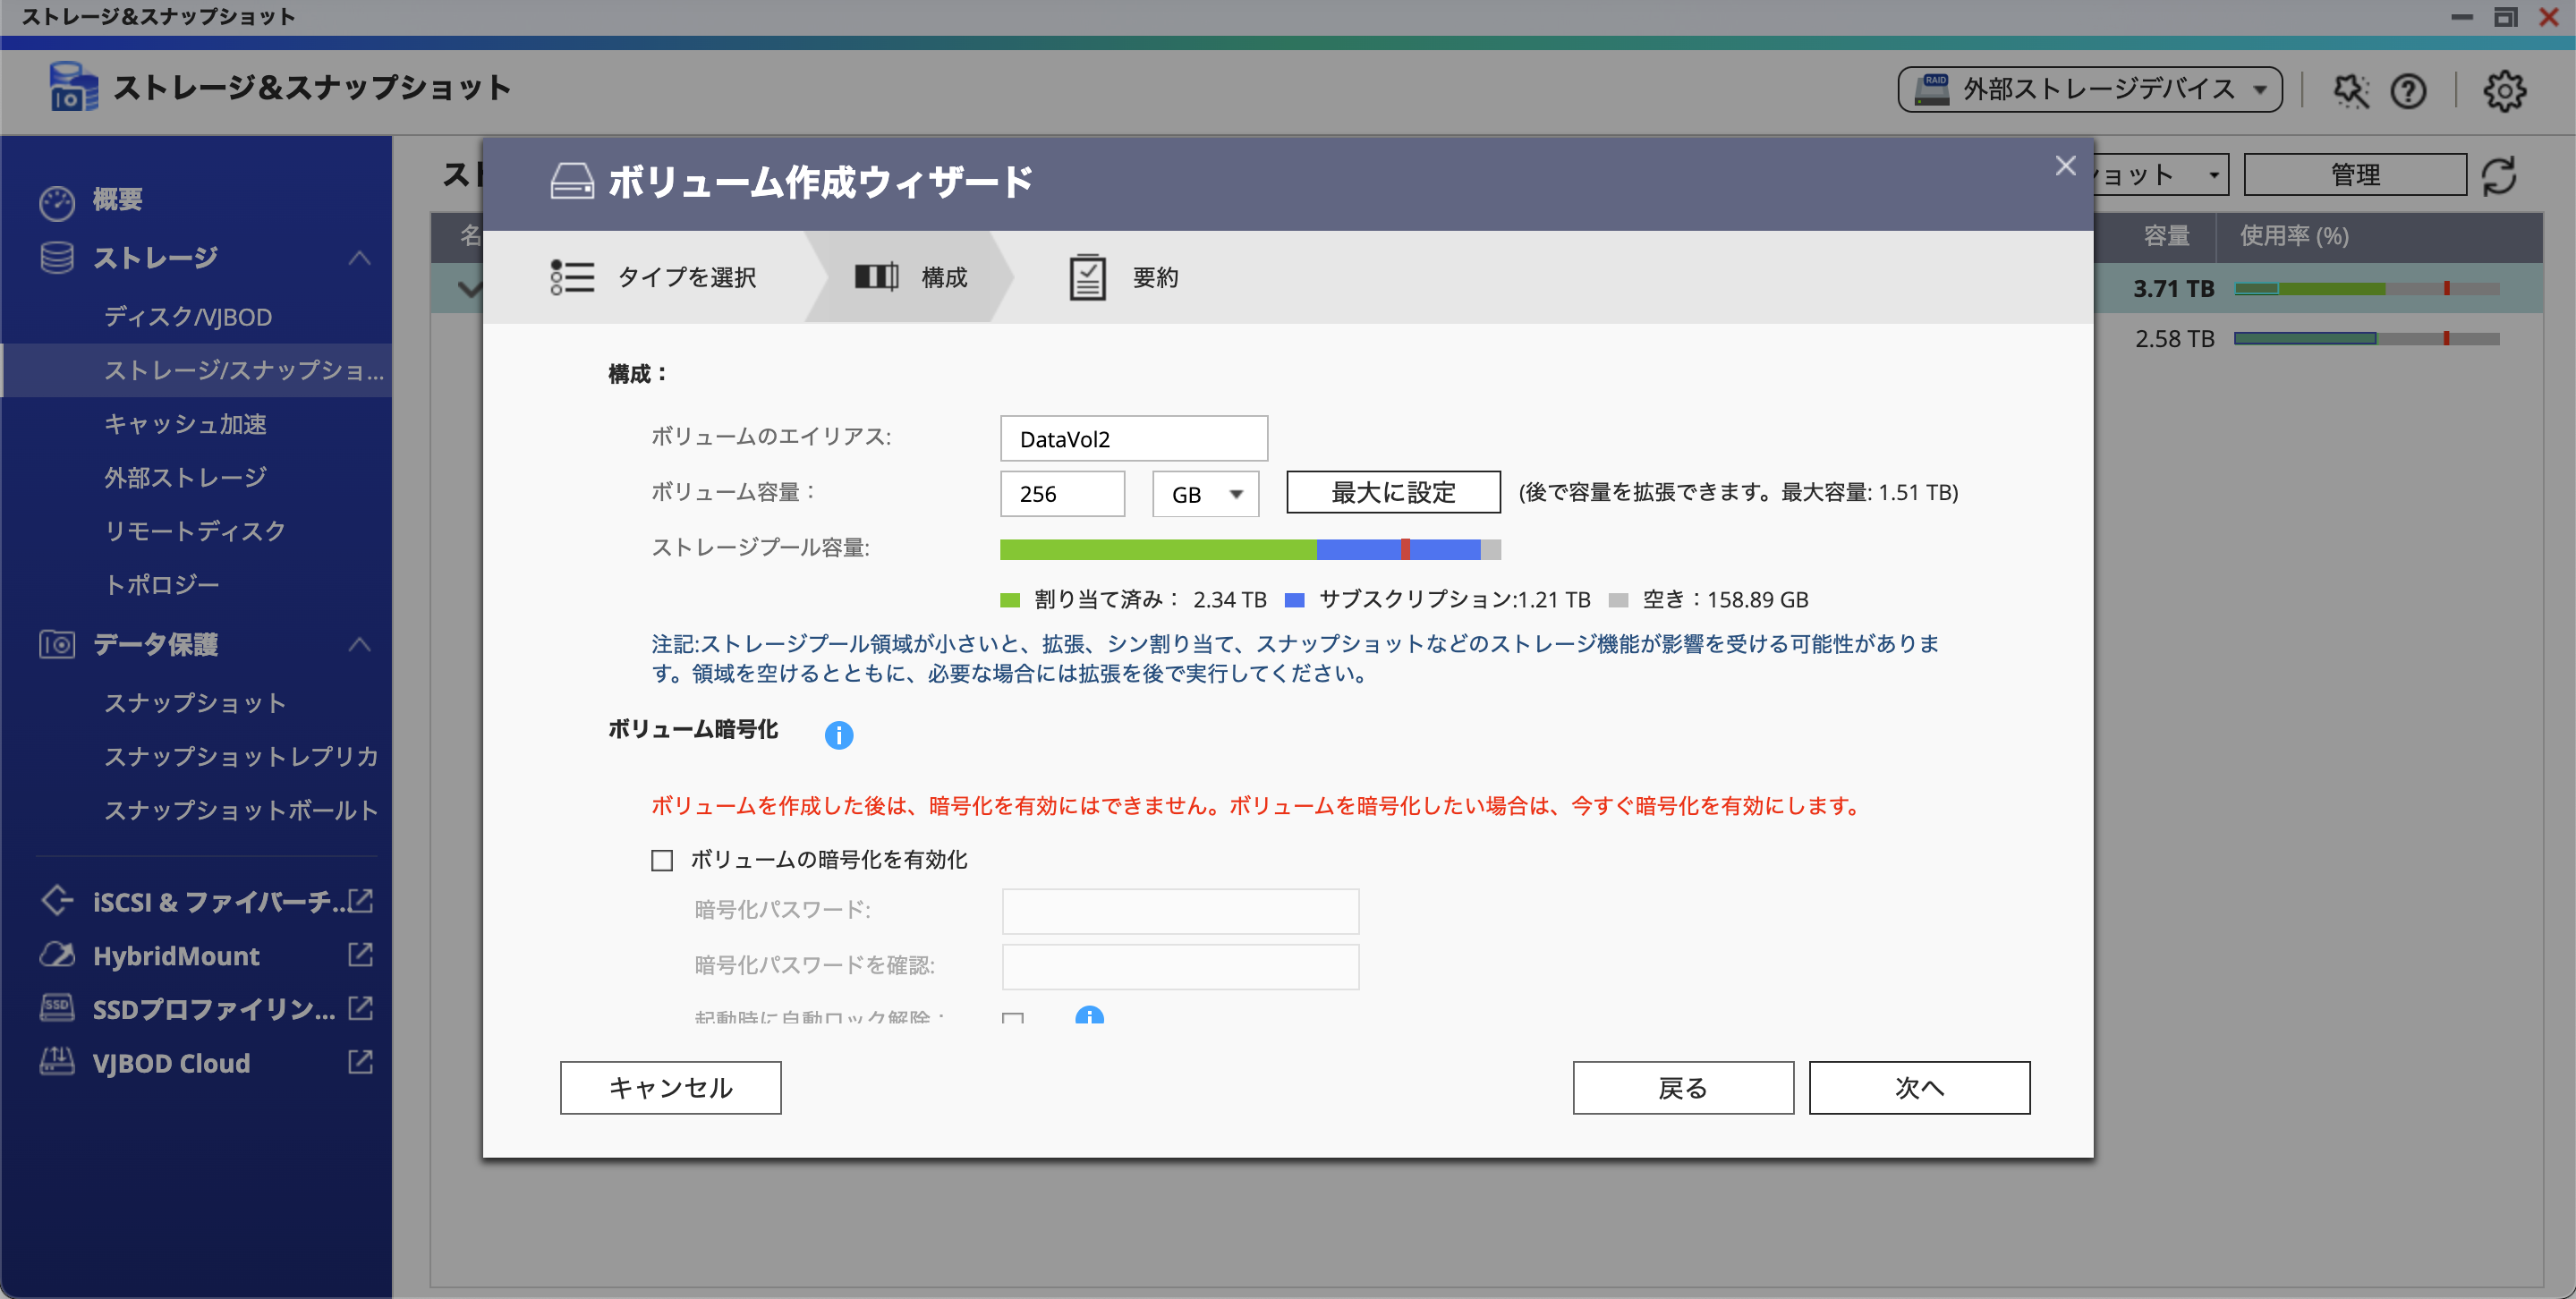 ストレージ&スナップショット
ストレージ&スナップショット
RAID 外部ストレージデバイス
概要
ストレージ
ディスク/VJBOD
ストレージ/スナップショ...
キャッシュ加速
外部ストレージ
リモートディスク
トポロジー
データ保護
スナップショット
スナップショットレプリカ
スナップショットボールト
iSCSI & ファイバーチ...
HybridMount
SSD SSDプロファイリン...
VJBOD Cloud
スト
ョット
管理
名
容量 使用率 (%)
3.71 TB
2.58 TB
ボリューム作成ウィザード
タイプを選択 構成 要約
構成：
ボリュームのエイリアス: DataVol2
ボリューム容量： 256 GB 最大に設定 (後で容量を拡張できます。最大容量: 1.51 TB)
ストレージプール容量:
割り当て済み： 2.34 TB サブスクリプション:1.21 TB 空き：158.89 GB
注記:ストレージプール領域が小さいと、拡張、シン割り当て、スナップショットなどのストレージ機能が影響を受ける可能性がありま
す。領域を空けるとともに、必要な場合には拡張を後で実行してください。
ボリューム暗号化
ボリュームを作成した後は、暗号化を有効にはできません。ボリュームを暗号化したい場合は、今すぐ暗号化を有効にします。
ボリュームの暗号化を有効化
暗号化パスワード:
暗号化パスワードを確認:
起動時に自動ロック解除：
キャンセル 戻る 次へ